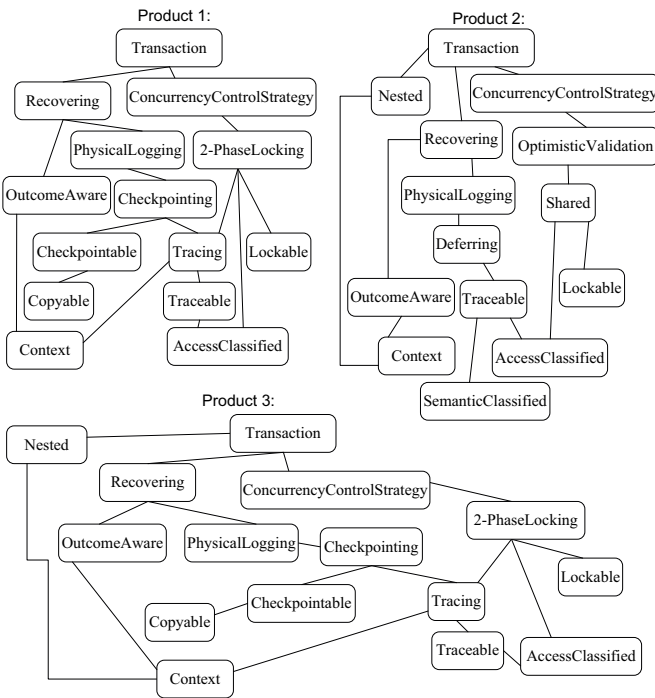 Product 1:
Transaction
Recovering
ConcurrencyControlStrategy
PhysicalLogging
2-PhaseLocking
OutcomeAware
Checkpointing
Checkpointable
Tracing
Lockable
Copyable
Traceable
Context
AccessClassified
Product 2:
Transaction
Nested
ConcurrencyControlStrategy
Recovering
OptimisticValidation
PhysicalLogging
Shared
Deferring
Lockable
OutcomeAware
Traceable
Context
AccessClassified
SemanticClassified
Product 3:
Nested
Transaction
Recovering
ConcurrencyControlStrategy
2-PhaseLocking
OutcomeAware
PhysicalLogging
Checkpointing
Lockable
Copyable
Checkpointable
Tracing
Traceable
AccessClassified
Context